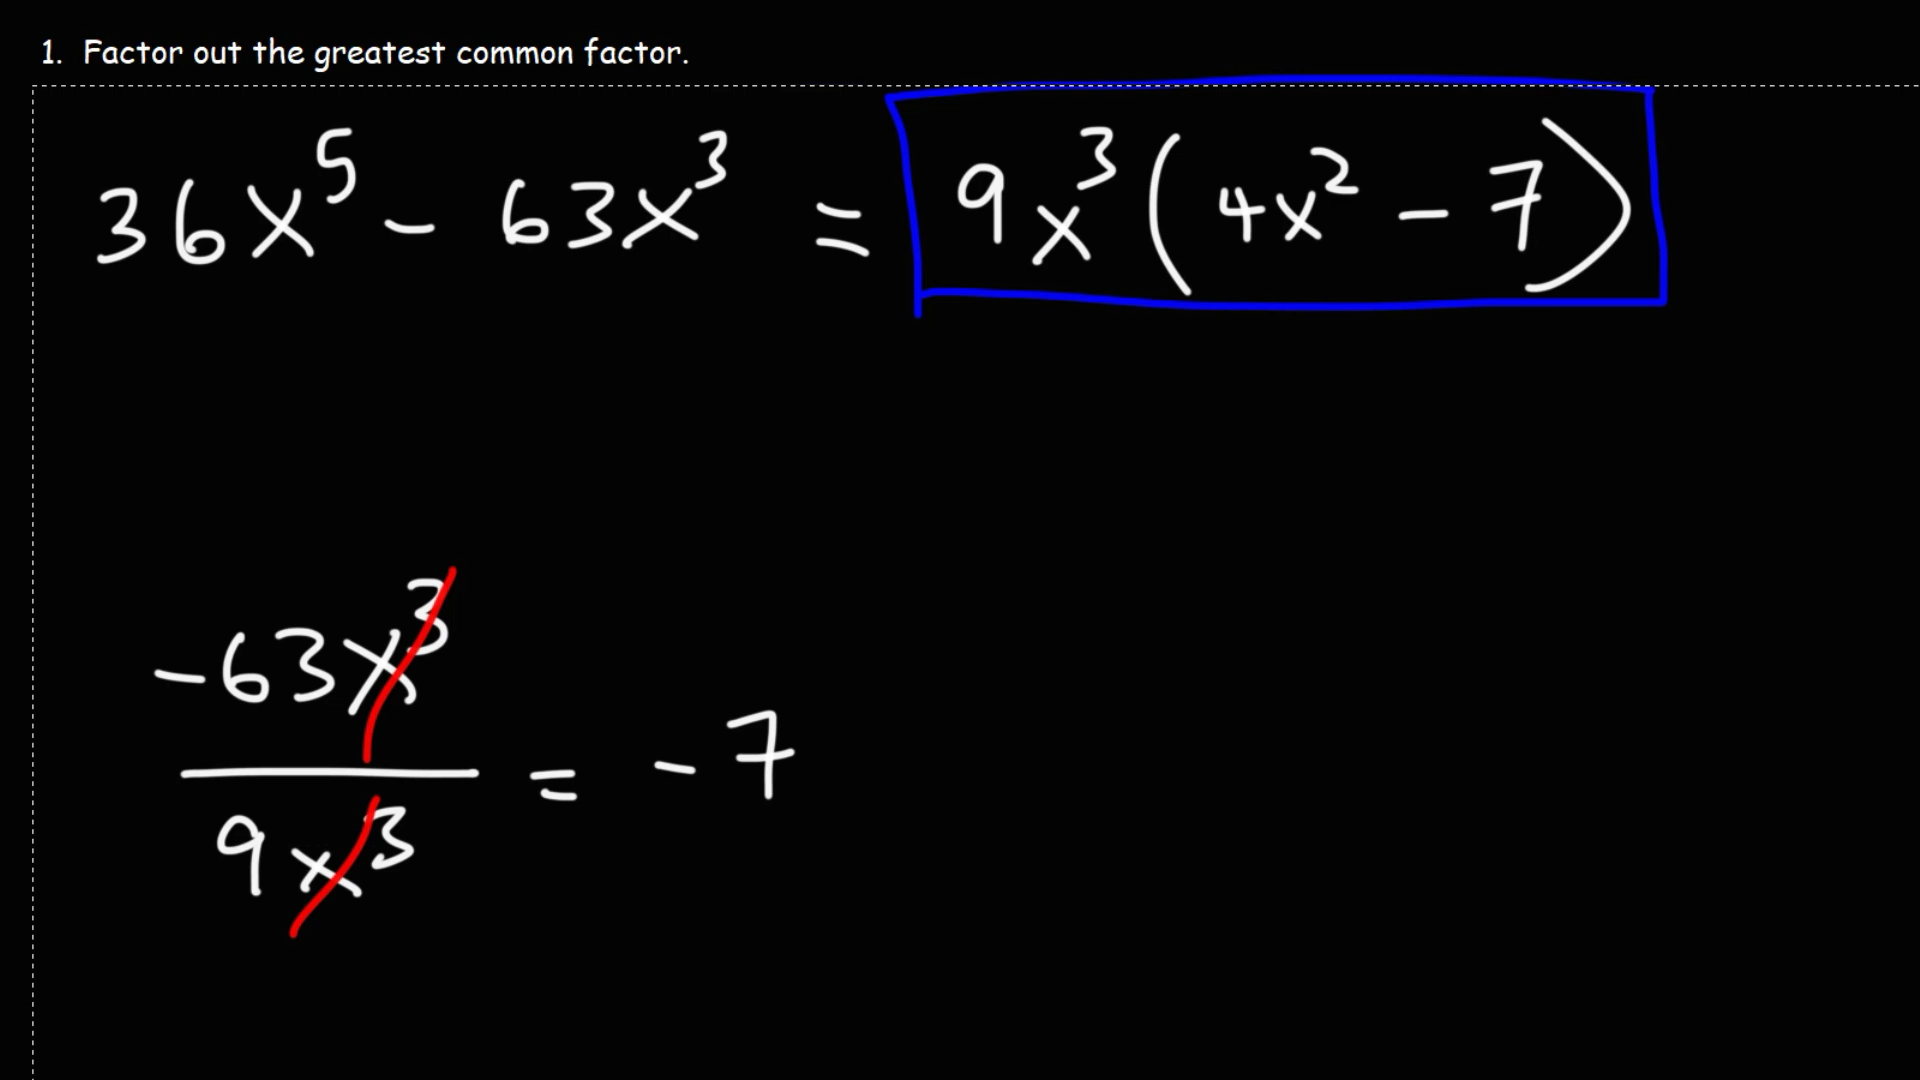 1. Factor out the greatest common factor.
36x⁵ - 63x³ = 9x³(4x² - 7)
-63x³
9x³
= -7